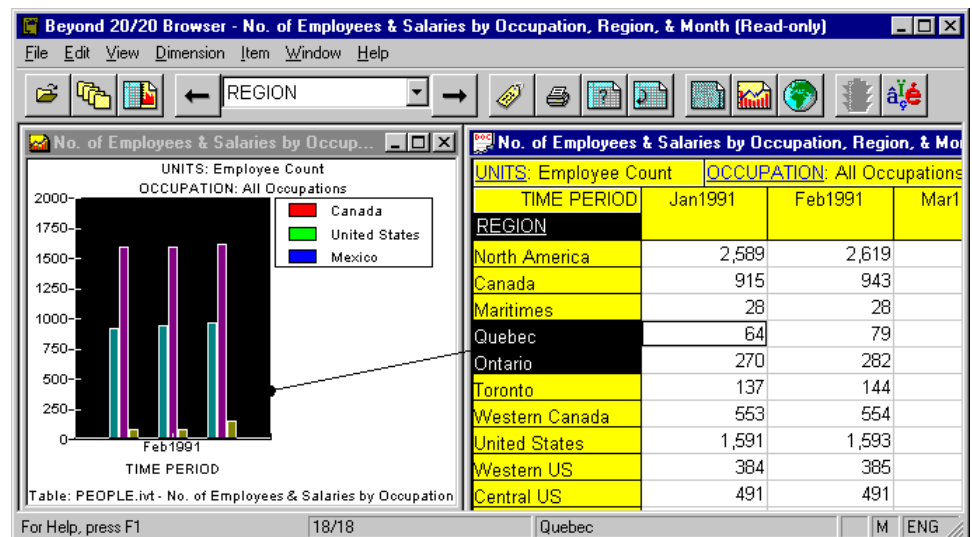 Beyond 20/20 Browser - No. of Employees & Salaries by Occupation, Region, & Month (Read-only)
File Edit View Dimension Item Window Help
REGION
âçïé
No. of Employees & Salaries by Occup...
UNITS: Employee Count
OCCUPATION: All Occupations
2000
1750
1500
1250
1000
750
500
250
0
Canada
United States
Mexico
Feb1991
TIME PERIOD
Table: PEOPLE.ivt - No. of Employees & Salaries by Occupation
DOC No. of Employees & Salaries by Occupation, Region, & Mo
UNITS: Employee Count OCCUPATION: All Occupations
TIME PERIOD Jan1991 Feb1991 Mar1
REGION
North America 2,589 2,619
Canada 915 943
Maritimes 28 28
Quebec 64 79
Ontario 270 282
Toronto 137 144
Western Canada 553 554
United States 1,591 1,593
Western US 384 385
Central US 491 491
For Help, press F1 18/18 Quebec M ENG